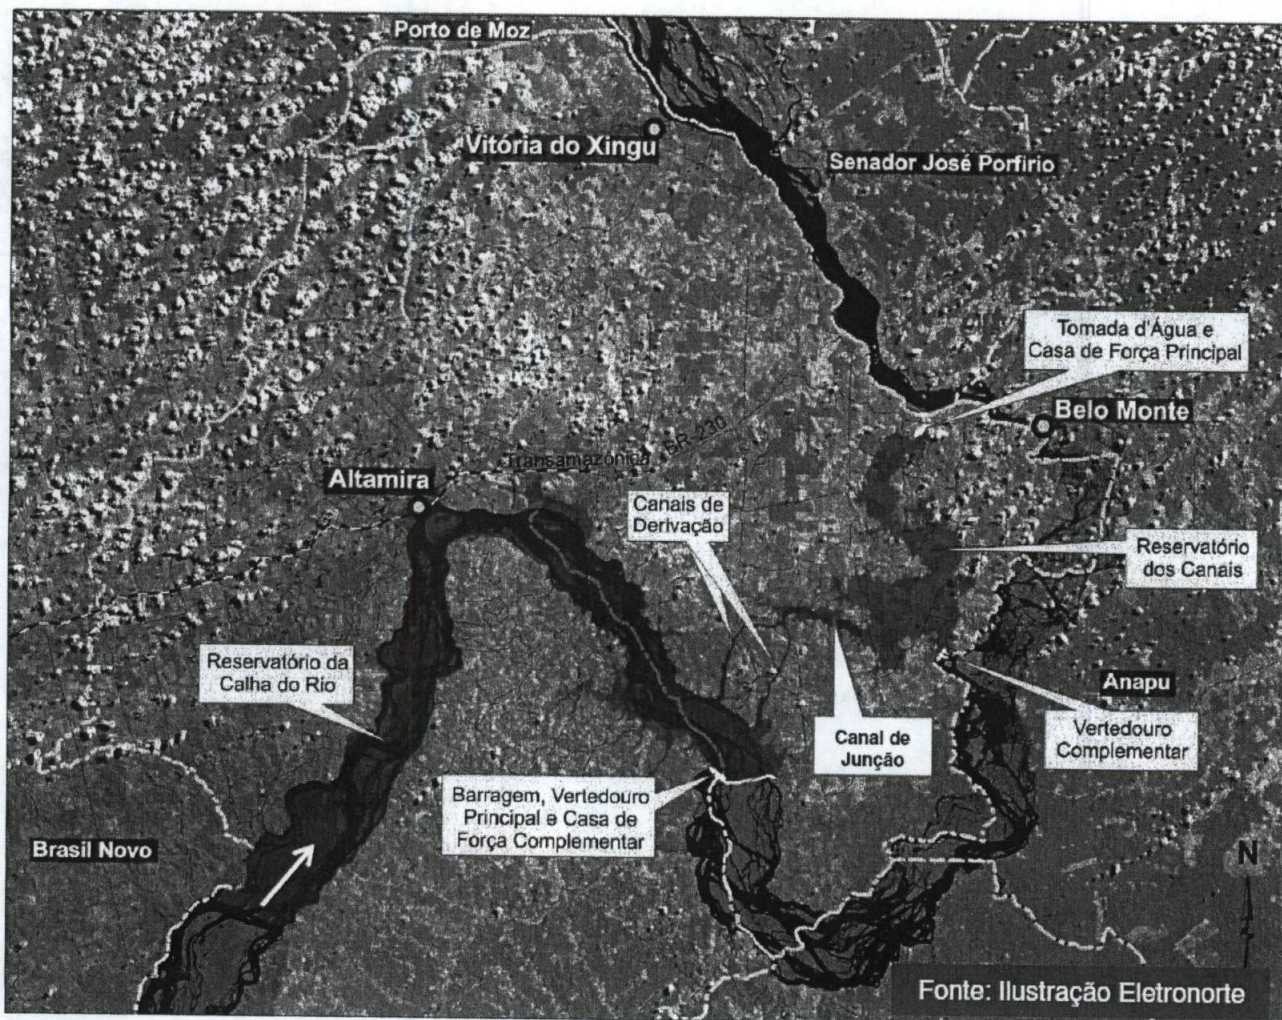 Porto de Moz
Vitória do Xingu
Senador José Porfirio
Tomada d'Água e
Casa de Força Principal
Belo Monte
Transamazônica BR-230
Altamira
Canais de
Derivação
Reservatório
dos Canais
Reservatório da
Calha do Rio
Anapu
Vertedouro
Complementar
Canal de
Junção
Barragem, Vertedouro
Principal e Casa de
Força Complementar
Brasil Novo
N
Fonte: Ilustração Eletronorte